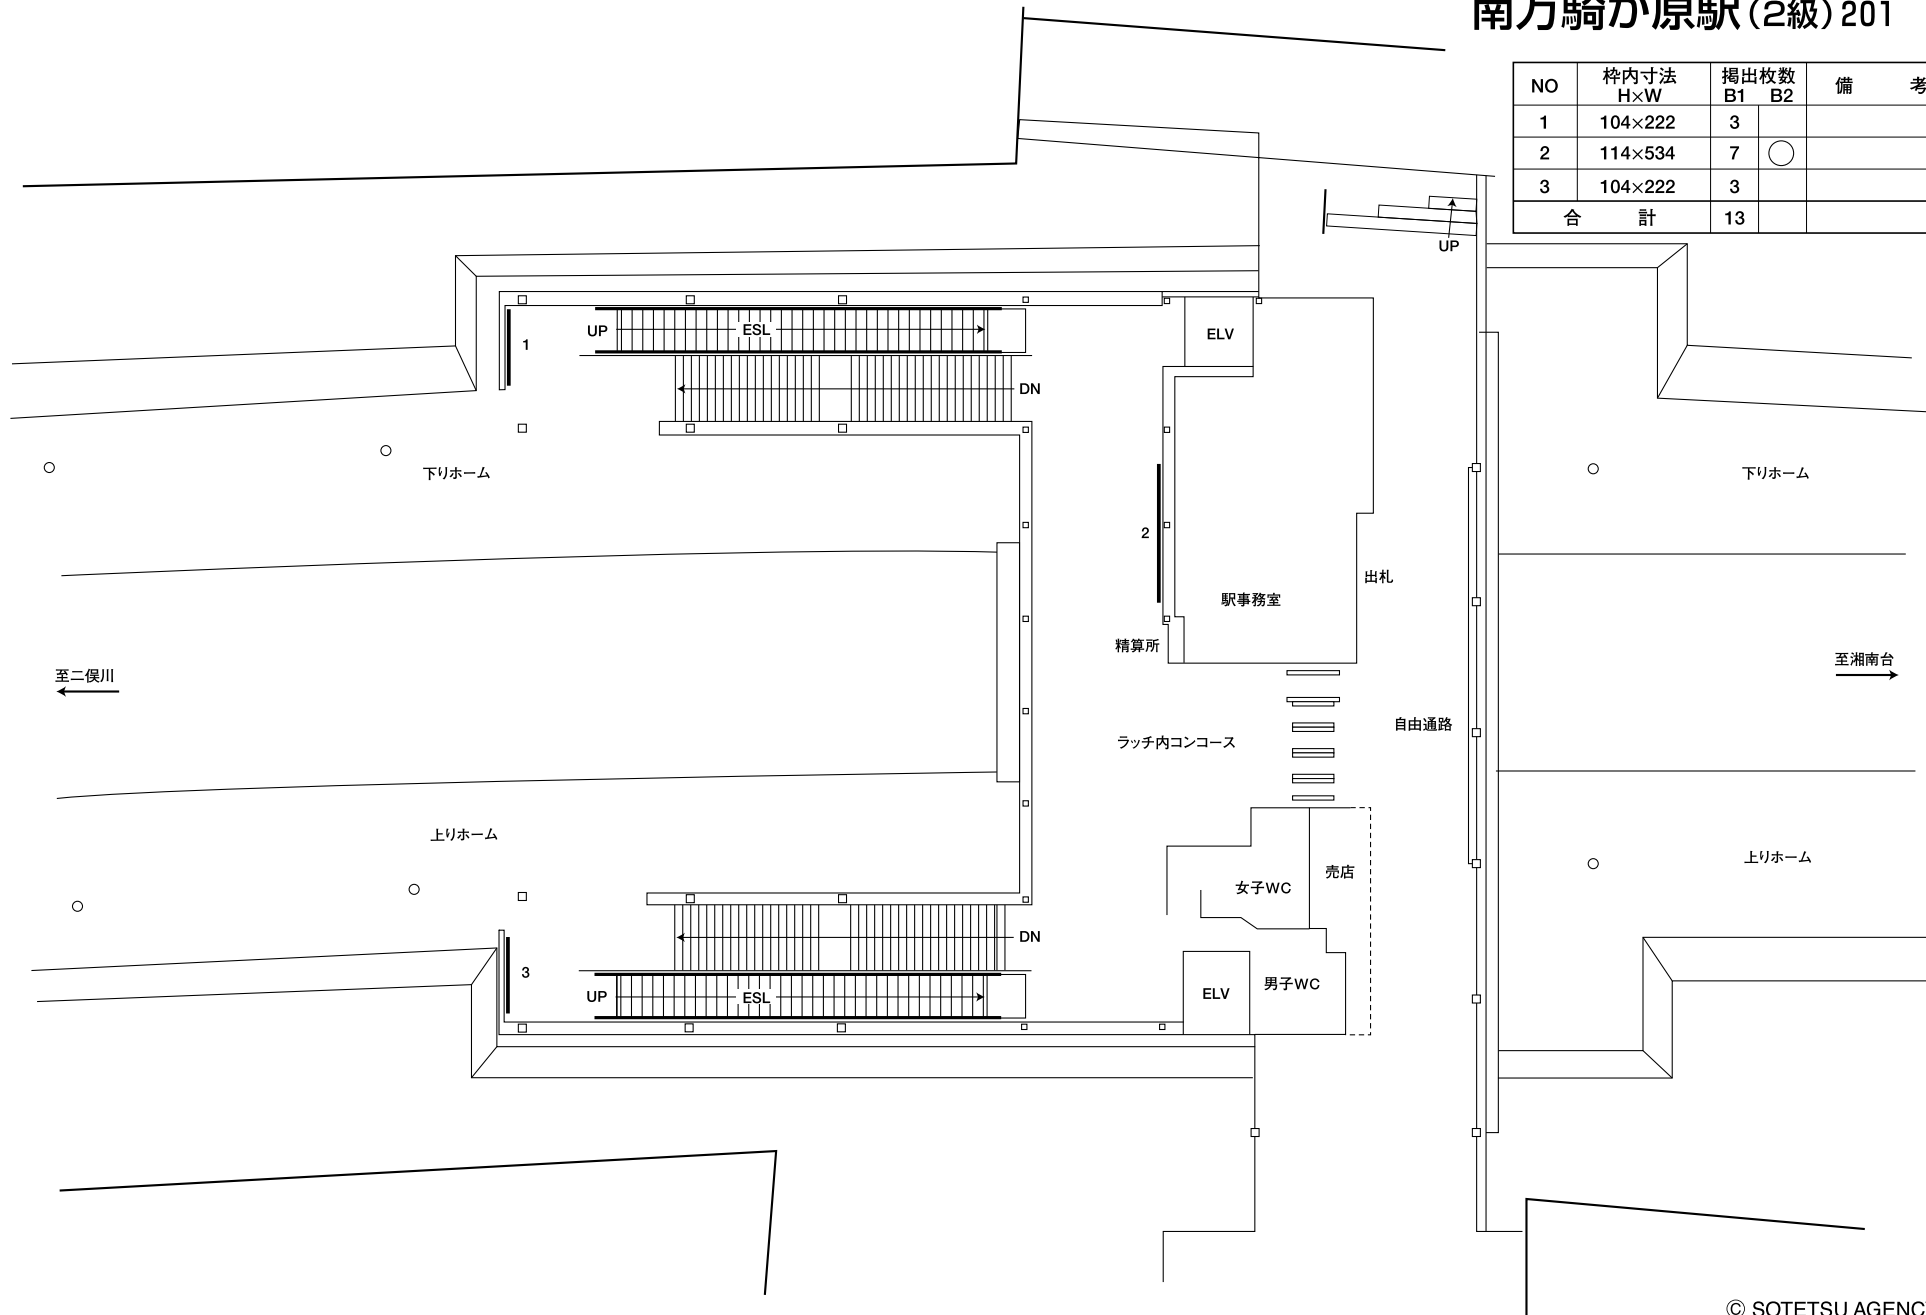 南万騎が原駅(2級)201
NO 枠内寸法 H×W 掲出枚数 B1 B2 備 考
1 104×222 3
2 114×534 7 ○
3 104×222 3
合 計 13
UP
UP ESL
ELV
1
DN
下りホーム
下りホーム
2
出札
駅事務室
精算所
至二俣川
至湘南台
自由通路
ラッチ内コンコース
上りホーム
上りホーム
売店
女子WC
DN
3
男子WC
UP ESL
ELV
© SOTETSU AGENC